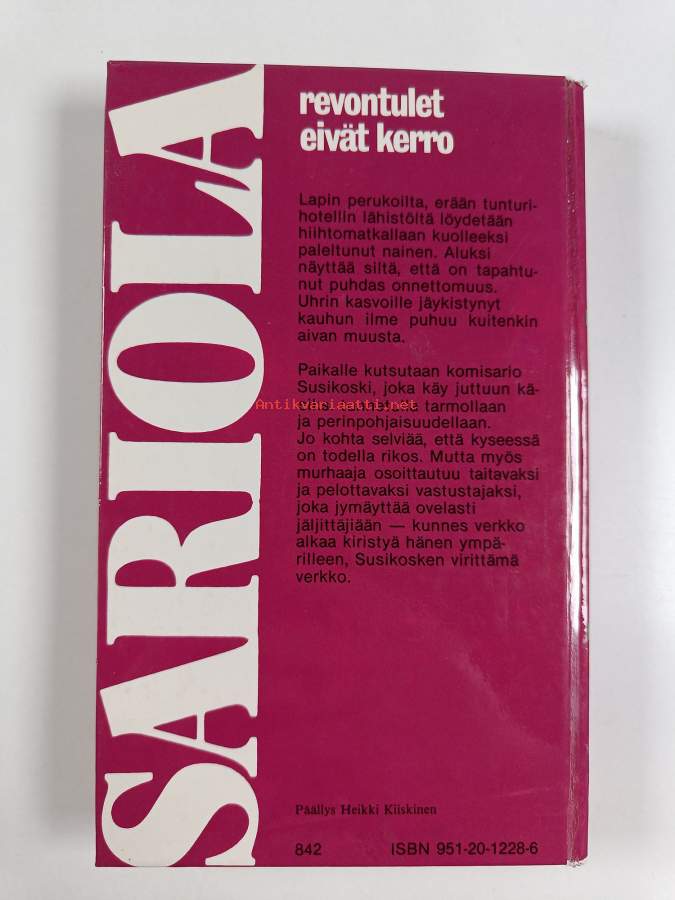 SARIOLA
revontulet
eivät kerro
Lapin perukoilta, erään tunturi-
hotellin lähistöltä löydetään
hiihtomatkallaan kuolleeksi
paleltunut nainen. Aluksi
näyttää siltä, että on tapahtu-
nut puhdas onnettomuus.
Uhrin kasvoille jäykistynyt
kauhun ilme puhuu kuitenkin
aivan muusta.
Paikalle kutsutaan komisario
Susikoski, joka käy juttuun kä-
Antikvariaatti.net
tarmollaan
ja perinpohjaisuudellaan.
Jo kohta selviää, että kyseessä
on todella rikos. Mutta myös
murhaaja osoittautuu taitavaksi
ja pelottavaksi vastustajaksi,
joka jymäyttää ovelasti
jäljittäjiään — kunnes verkko
alkaa kiristyä hänen ympä-
rilleen, Susikosken virittämä
verkko.
Päällys Heikki Kiiskinen
842 ISBN 951-20-1228-6